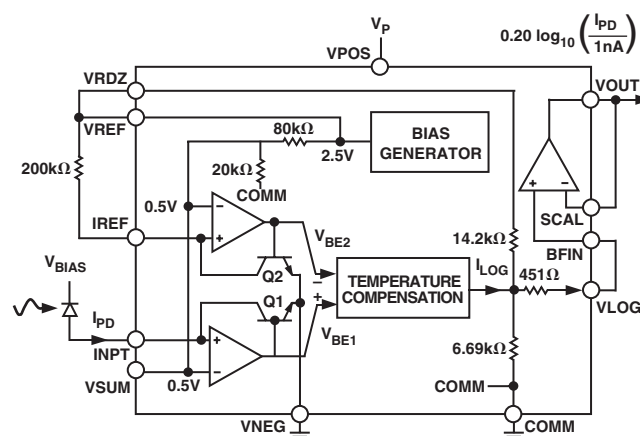 V_P
0.20 log_10 (I_PD / 1nA)
VPOS
VRDZ
VOUT
VREF
80kΩ
BIAS
GENERATOR
2.5V
20kΩ
COMM
200kΩ
0.5V
SCAL
IREF
BFIN
V_BE2
14.2kΩ
V_BIAS
Q2
TEMPERATURE
COMPENSATION
I_LOG
451Ω
Q1
VLOG
I_PD
V_BE1
INPT
6.69kΩ
VSUM
0.5V
COMM
VNEG
COMM